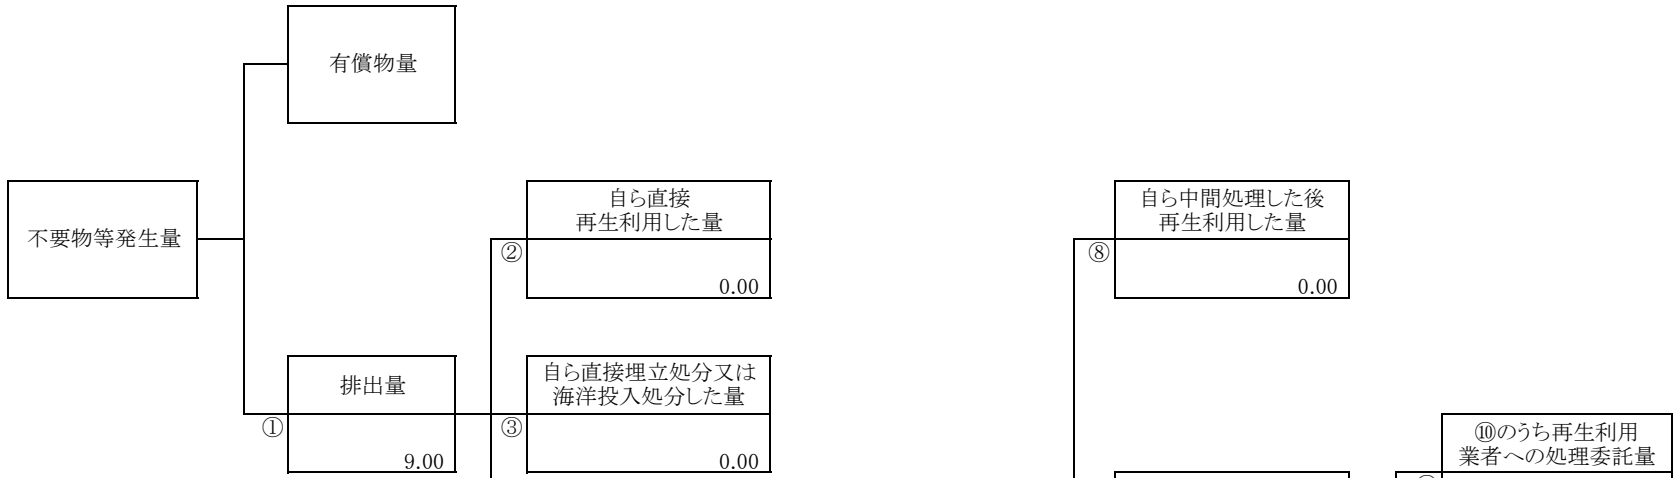 有償物量
不要物等発生量
自ら直接
再生利用した量
②
0.00
自ら中間処理した後
再生利用した量
⑧
0.00
排出量
①
9.00
自ら直接埋立処分又は
海洋投入処分した量
③
0.00
⑩のうち再生利用
業者への処理委託量